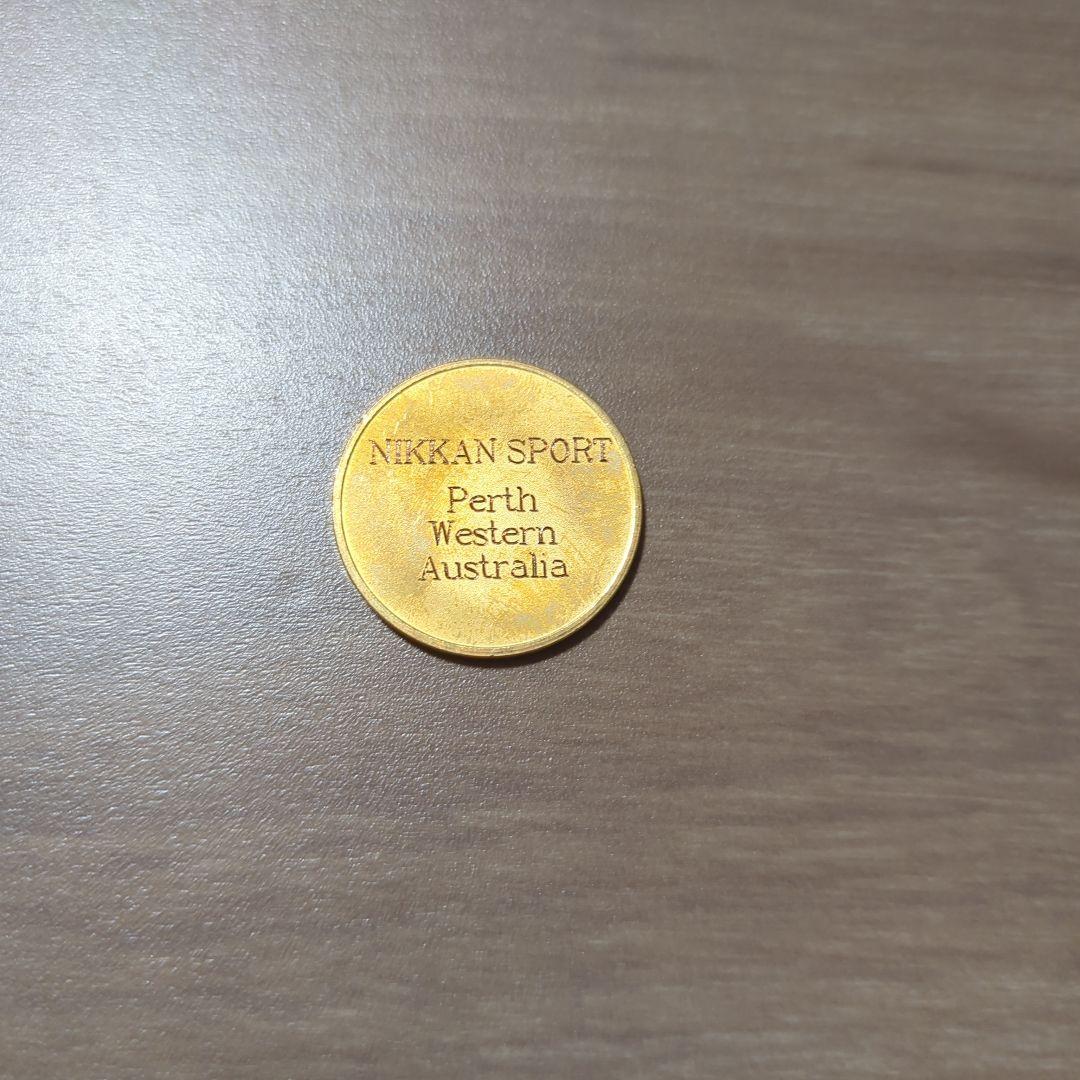 NIKKAN SPORT
Perth
Western
Australia